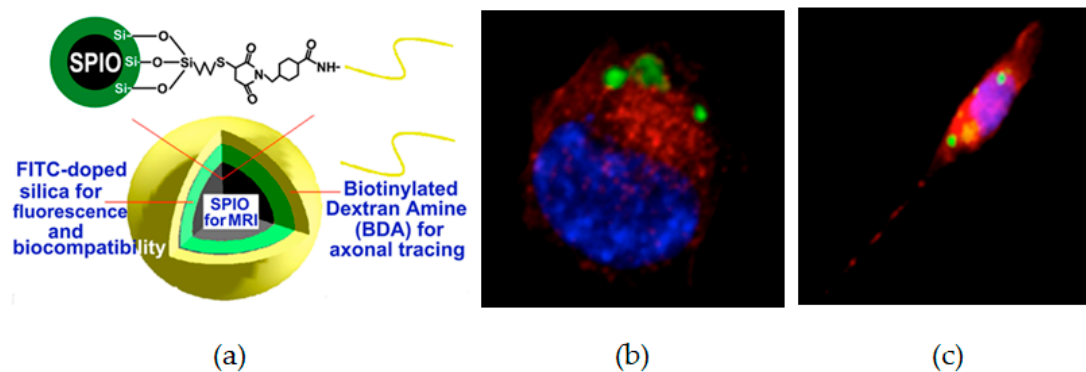 Si-O
SPIO
Si-O-Si
S
O
N
O
O
NH-
Si-O
FITC-doped
silica for
fluorescence
and
biocompatibility
SPIO
for MRI
Biotinylated
Dextran Amine
(BDA) for
axonal tracing
(a)
(b)
(c)